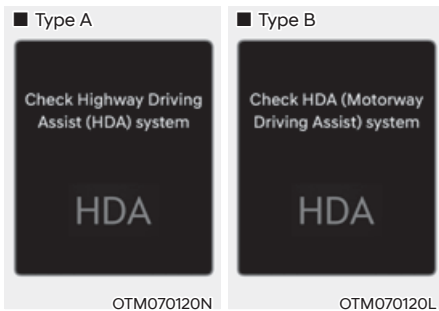 ■ Type A
Check Highway Driving
Assist (HDA) system
HDA
OTM070120N
■ Type B
Check HDA (Motorway
Driving Assist) system
HDA
OTM070120L